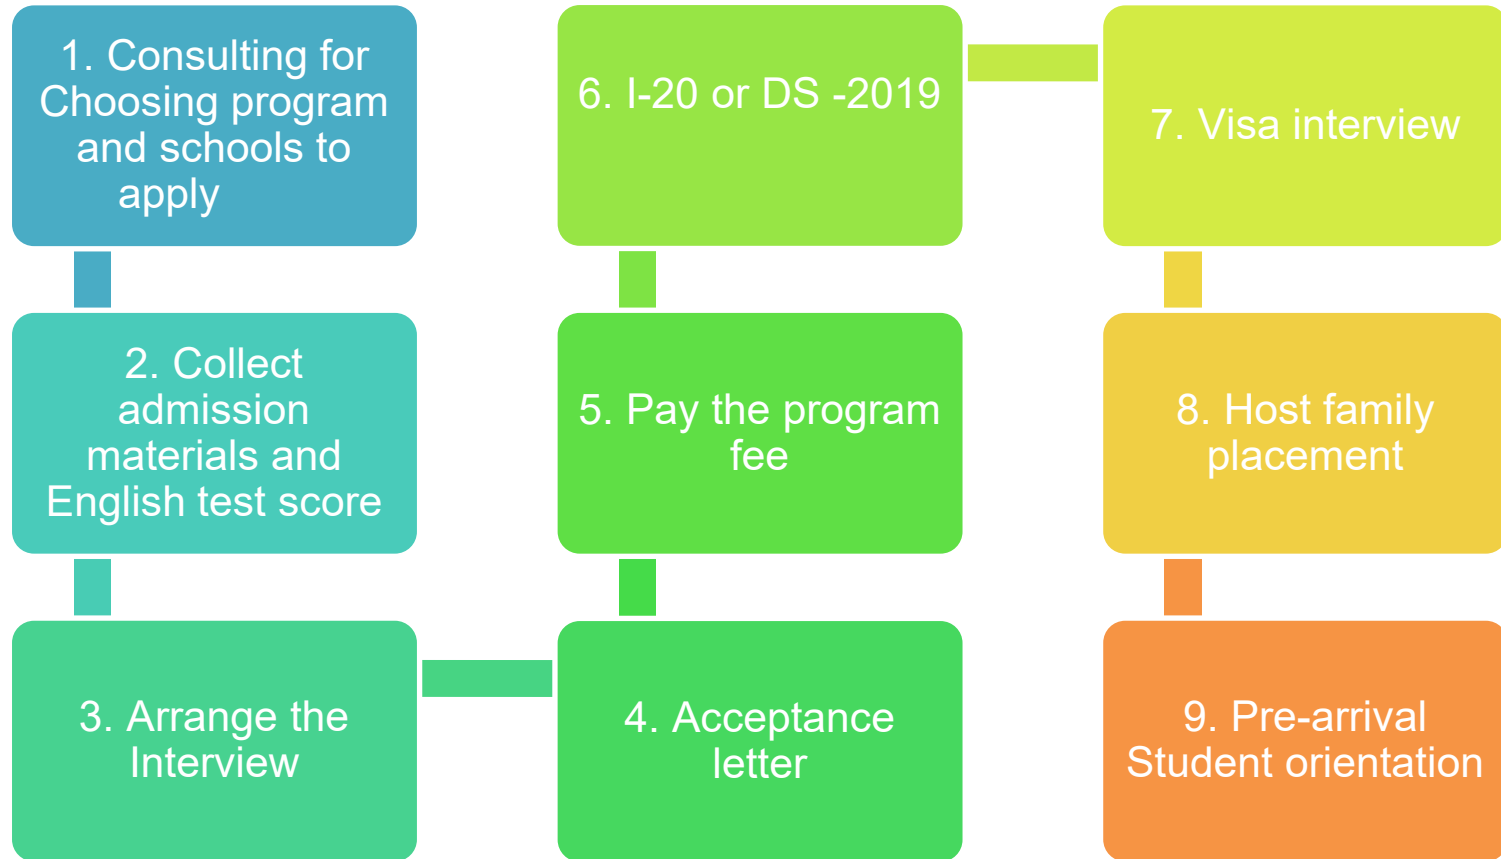 1. Consulting for
Choosing program
and schools to
apply
2. Collect
admission
materials and
English test score
3. Arrange the
Interview
4. Acceptance
letter
5. Pay the program
fee
6. I-20 or DS -2019
7. Visa interview
8. Host family
placement
9. Pre-arrival
Student orientation